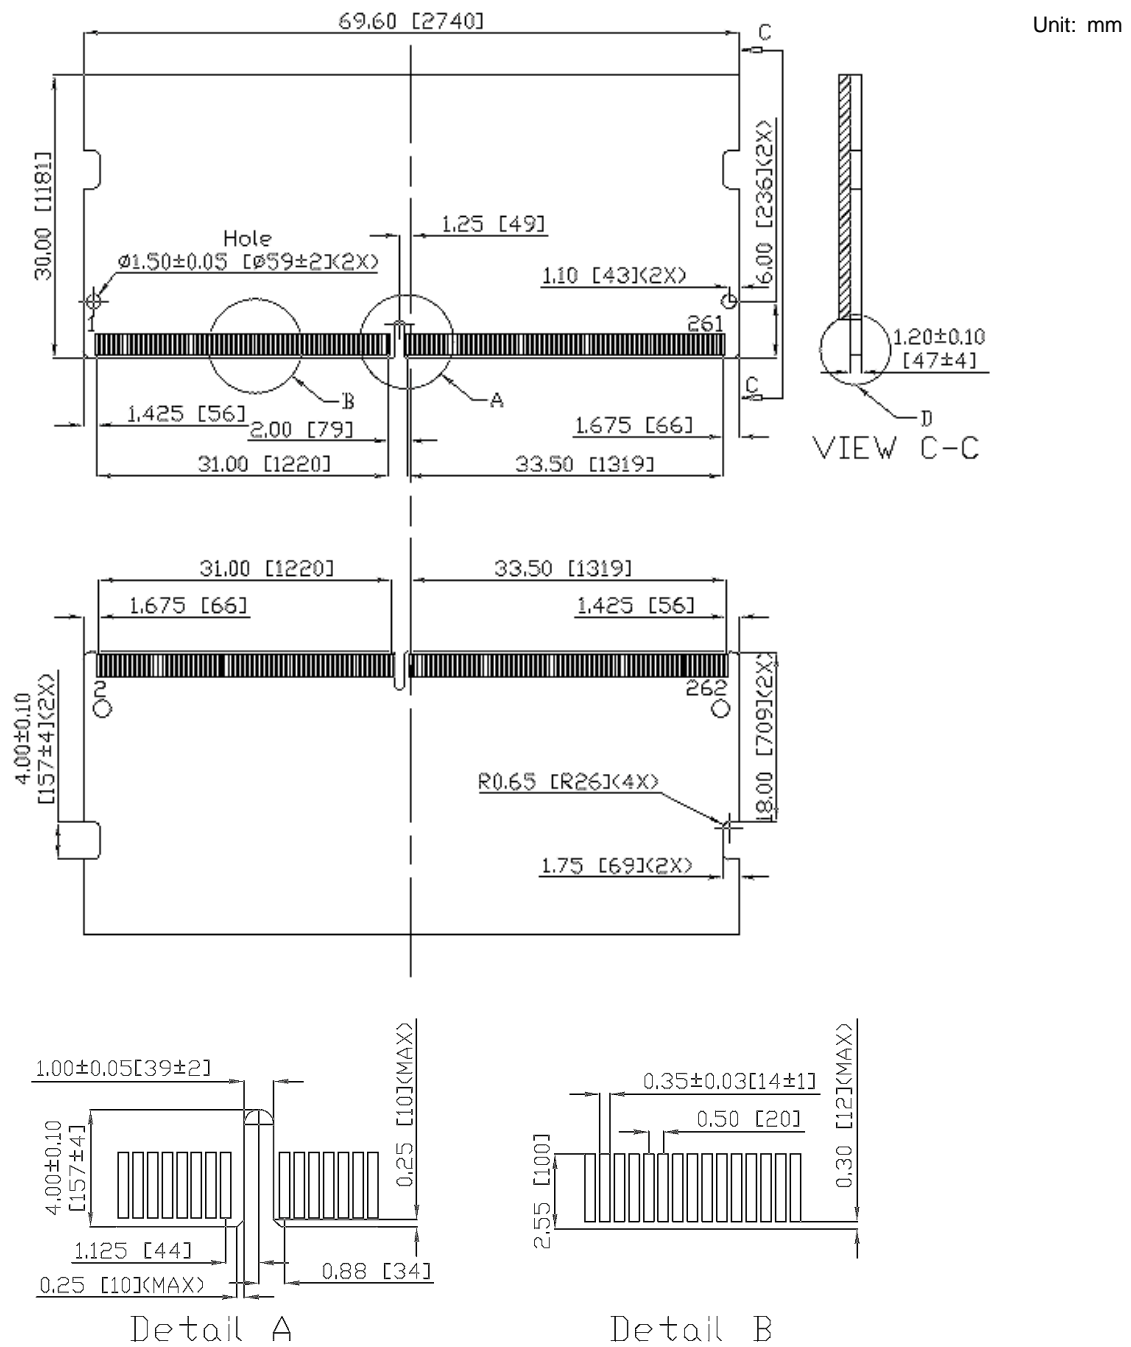 69.60 [2740]
Unit: mm
C
30.00 [1181]
6.00 [236](2X)
1.25 [49]
Hole
ø1.50±0.05 [ø59±2](2X)
1.10 [43](2X)
1
261
1.20±0.10
[47±4]
C
B
A
D
1.425 [56]
2.00 [79]
1.675 [66]
VIEW C-C
31.00 [1220]
33.50 [1319]
31.00 [1220]
33.50 [1319]
1.675 [66]
1.425 [56]
2
262
4.00±0.10
[157±4](2X)
18.00 [709](2X)
R0.65 [R26](4X)
1.75 [69](2X)
1.00±0.05[39±2]
0.25 [10](MAX)
4.00±0.10
[157±4]
1.125 [44]
0.88 [34]
0.25 [10](MAX)
Detail A
0.35±0.03[14±1]
0.50 [20]
0.30 [12](MAX)
2.55 [100]
Detail B